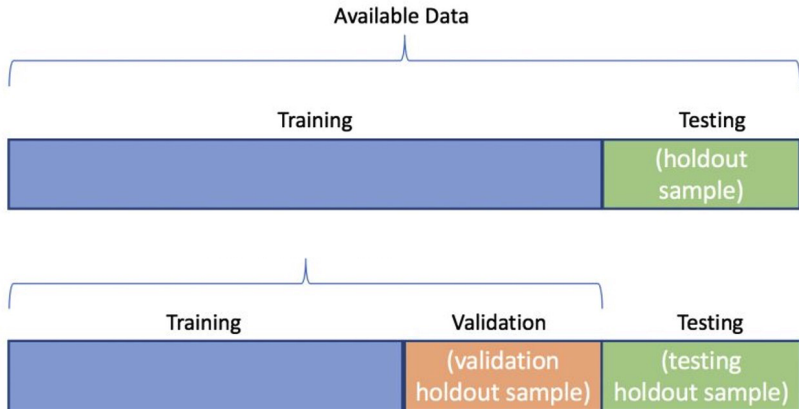 Available Data
Training
Testing
(holdout
sample)
Training
Validation
Testing
(validation
holdout sample)
(testing
holdout sample)